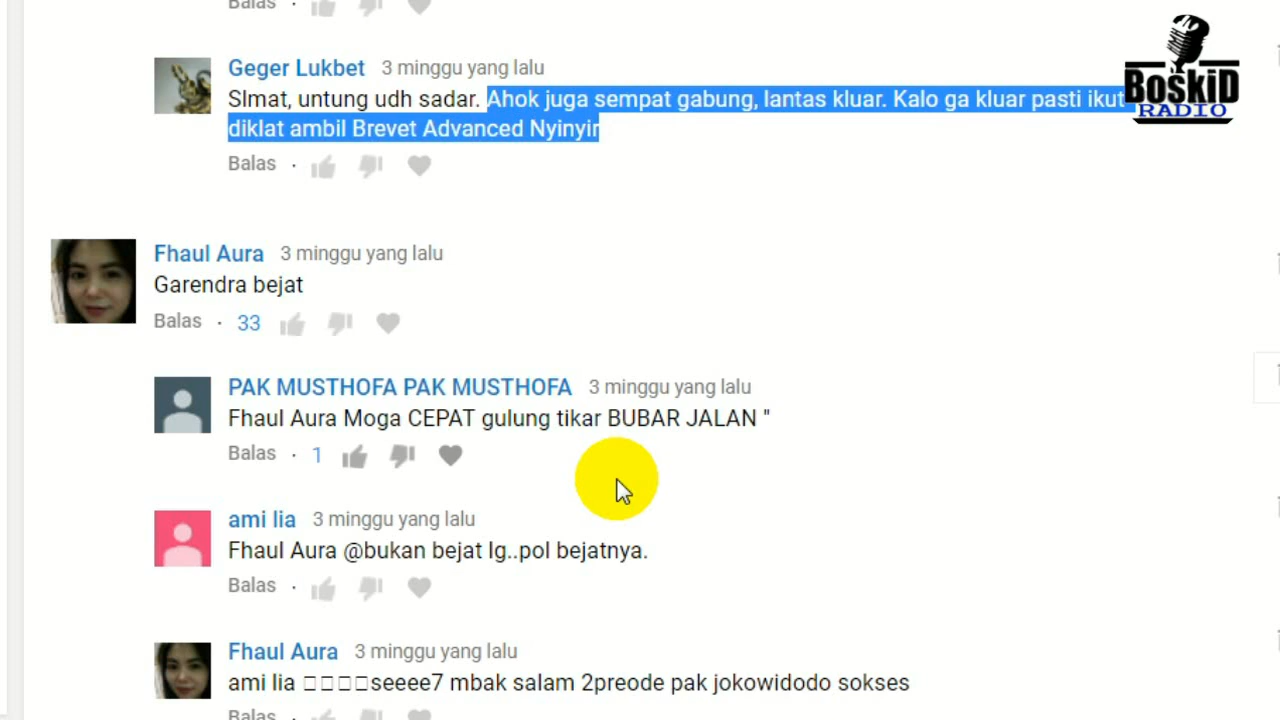 Balas ·
Geger Lukbet 3 minggu yang lalu
Slmat, untung udh sadar. Ahok juga sempat gabung, lantas kluar. Kalo ga kluar pasti ikut
diklat ambil Brevet Advanced Nyinyir
Balas ·
BoskiD
RADIO
Fhaul Aura 3 minggu yang lalu
Garendra bejat
Balas · 33
PAK MUSTHOFA PAK MUSTHOFA 3 minggu yang lalu
Fhaul Aura Moga CEPAT gulung tikar BUBAR JALAN "
Balas · 1
ami lia 3 minggu yang lalu
Fhaul Aura @bukan bejat lg..pol bejatnya.
Balas ·
Fhaul Aura 3 minggu yang lalu
ami lia □□□□seeee7 mbak salam 2preode pak jokowidodo sokses
Balas ·